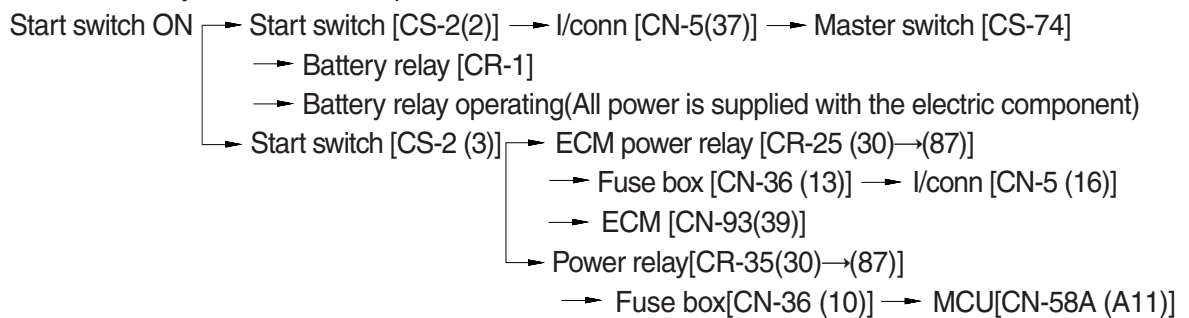 Start switch ON → Start switch [CS-2(2)] → I/conn [CN-5(37)] → Master switch [CS-74]
→ Battery relay [CR-1]
→ Battery relay operating(All power is supplied with the electric component)
→ Start switch [CS-2 (3)] → ECM power relay [CR-25 (30)→(87)]
→ Fuse box [CN-36 (13)] → I/conn [CN-5 (16)]
→ ECM [CN-93(39)]
→ Power relay[CR-35(30)→(87)]
→ Fuse box[CN-36 (10)] → MCU[CN-58A (A11)]